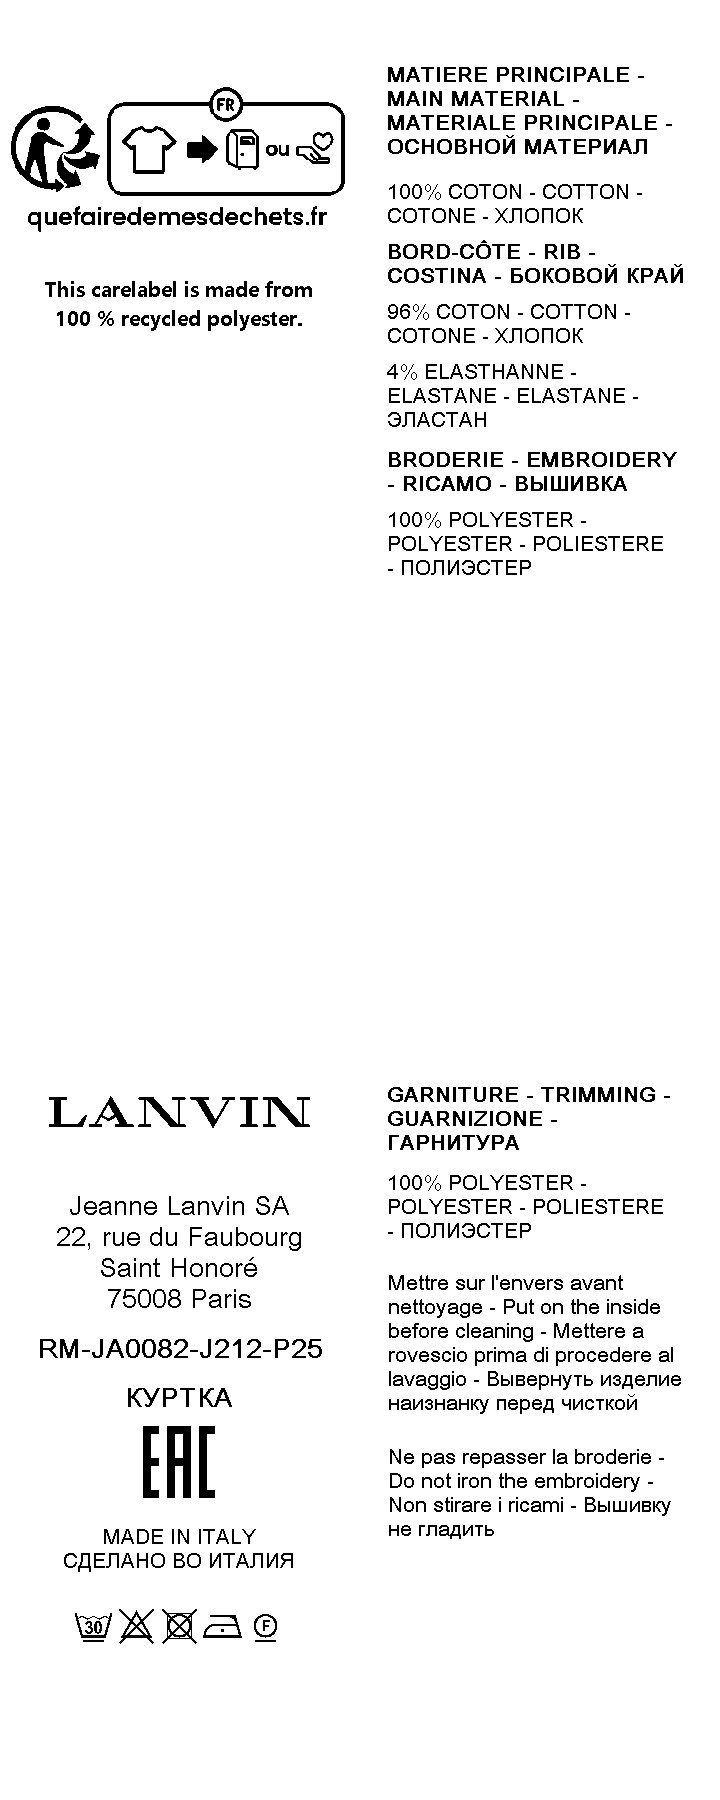 FR
ou
quefairedemesdechets.fr
This carelabel is made from
100 % recycled polyester.
MATIERE PRINCIPALE -
MAIN MATERIAL -
MATERIALE PRINCIPALE -
ОСНОВНОЙ МАТЕРИАЛ
100% COTON - COTTON -
COTONE - ХЛОПОК
BORD-CÔTE - RIB -
COSTINA - БОКОВОЙ КРАЙ
96% COTON - COTTON -
COTONE - ХЛОПОК
4% ELASTHANNE -
ELASTANE - ELASTANE -
ЭЛАСТАН
BRODERIE - EMBROIDERY
- RICAMO - ВЫШИВКА
100% POLYESTER -
POLYESTER - POLIESTERE
- ПОЛИЭСТЕР
LANVIN
Jeanne Lanvin SA
22, rue du Faubourg
Saint Honoré
75008 Paris
RM-JA0082-J212-P25
КУРТКА
EAC
MADE IN ITALY
СДЕЛАНО ВО ИТАЛИЯ
30
F
GARNITURE - TRIMMING -
GUARNIZIONE -
ГАРНИТУРА
100% POLYESTER -
POLYESTER - POLIESTERE
- ПОЛИЭСТЕР
Mettre sur l'envers avant
nettoyage - Put on the inside
before cleaning - Mettere a
rovescio prima di procedere al
lavaggio - Вывернуть изделие
наизнанку перед чисткой
Ne pas repasser la broderie -
Do not iron the embroidery -
Non stirare i ricami - Вышивку
не гладить